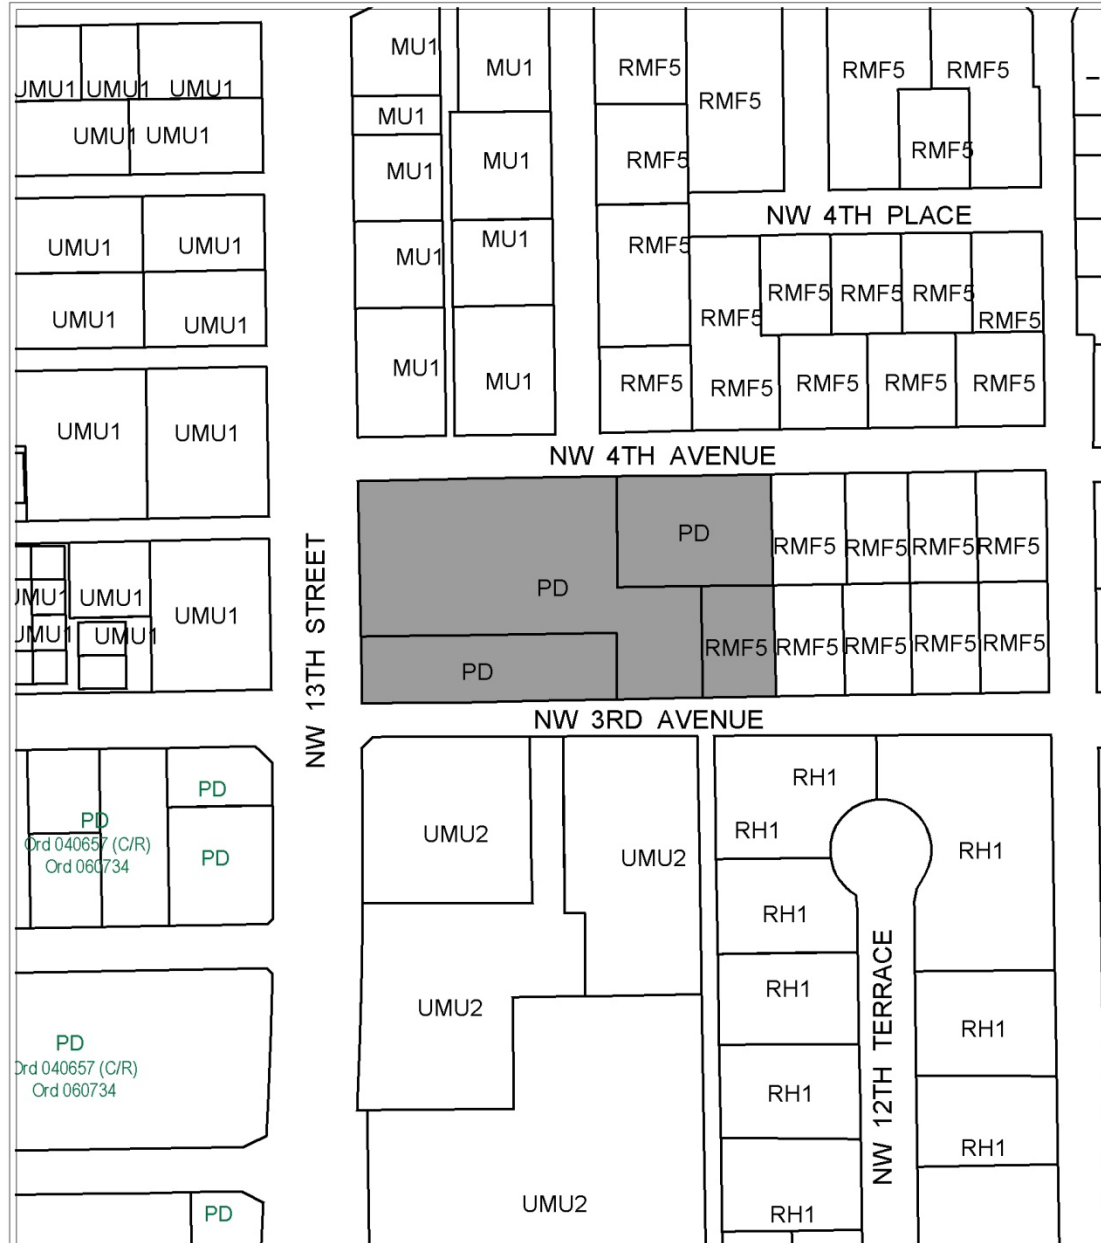 MU1
MU1
RMF5
RMF5
RMF5
RMF5
UMU1
UMU1
UMU1
MU1
UMU1
UMU1
MU1
MU1
RMF5
RMF5
NW 4TH PLACE
UMU1
UMU1
MU1
MU1
RMF5
RMF5
RMF5
RMF5
UMU1
UMU1
RMF5
RMF5
MU1
MU1
RMF5
RMF5
RMF5
RMF5
RMF5
UMU1
UMU1
NW 4TH AVENUE
PD
RMF5
RMF5
RMF5
RMF5
PD
UMU1
UMU1
UMU1
UMU1
UMU1
NW 13TH STREET
PD
RMF5
RMF5
RMF5
RMF5
RMF5
NW 3RD AVENUE
PD
RH1
PD
Ord 040657 (C/R)
Ord 060734
PD
UMU2
UMU2
RH1
RH1
RH1
UMU2
RH1
RH1
PD
Ord 040657 (C/R)
Ord 060734
RH1
NW 12TH TERRACE
RH1
UMU2
RH1
PD